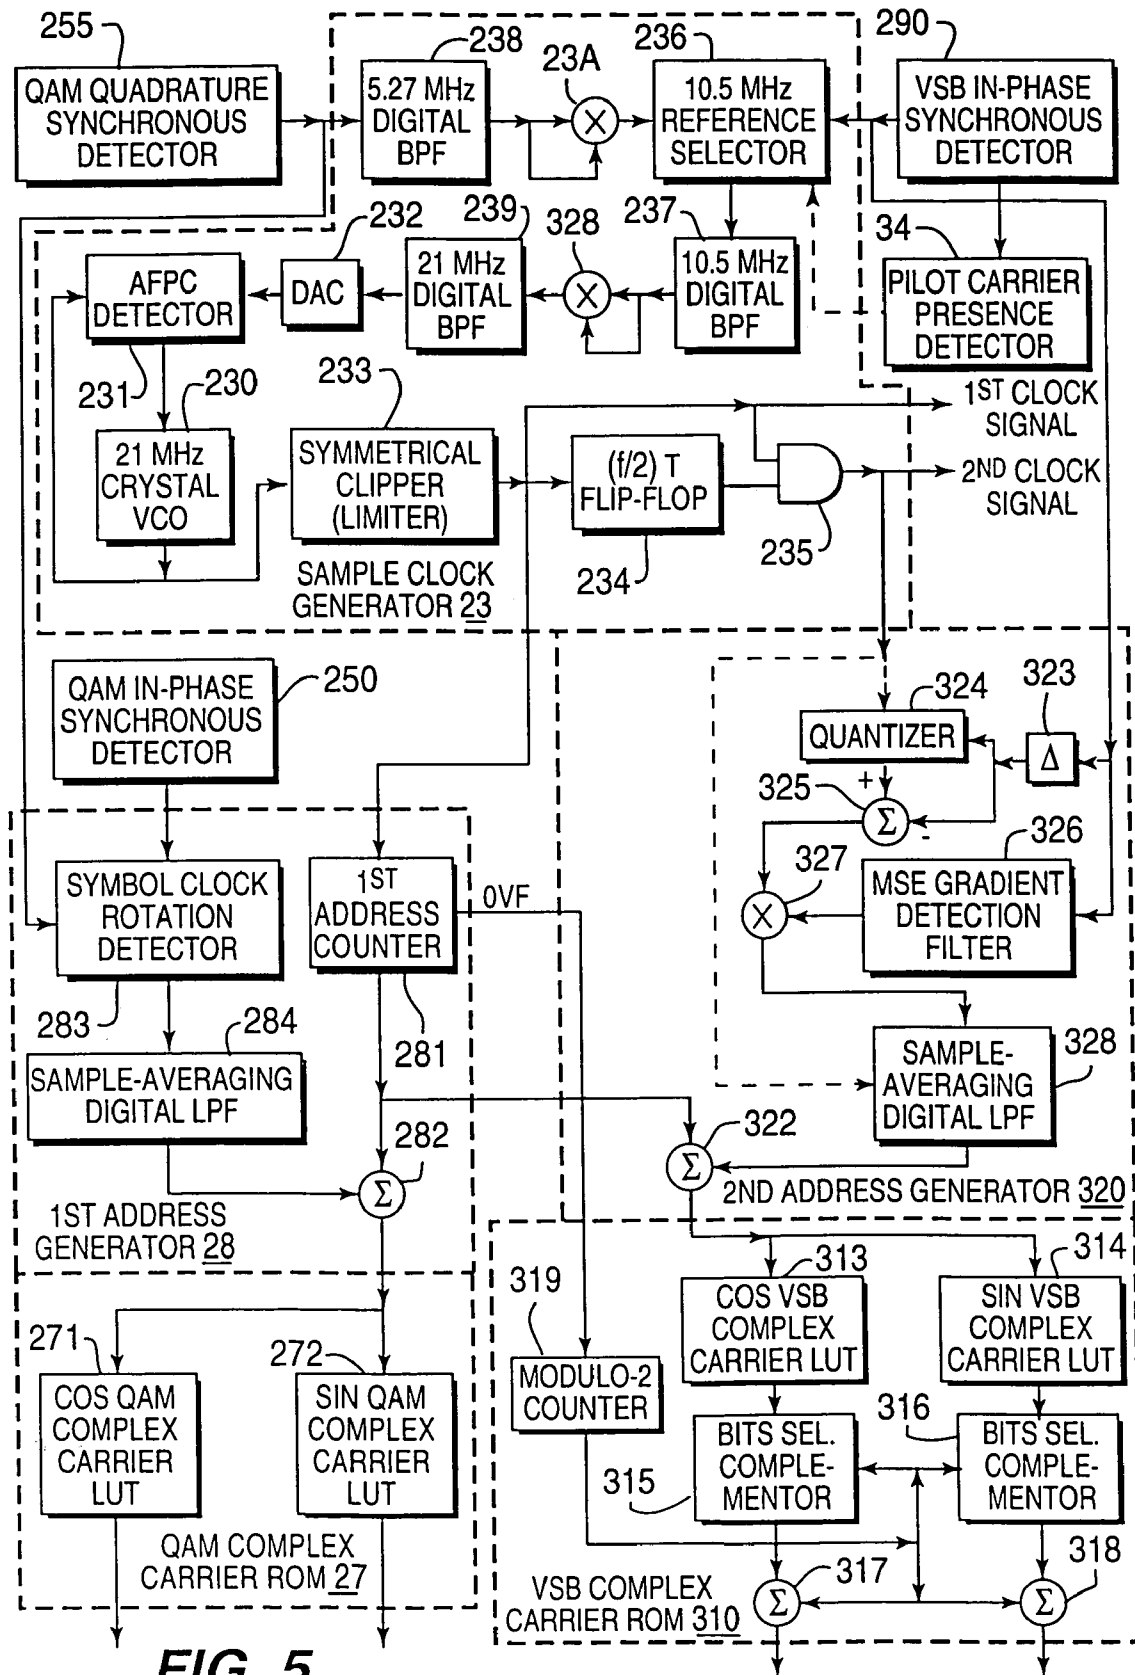 255
238
23A
236
290
QAM QUADRATURE
SYNCHRONOUS
DETECTOR
5.27 MHz
DIGITAL
BPF
X
10.5 MHz
REFERENCE
SELECTOR
VSB IN-PHASE
SYNCHRONOUS
DETECTOR
232
239
328
237
34
AFPC
DETECTOR
DAC
21 MHz
DIGITAL
BPF
X
10.5 MHz
DIGITAL
BPF
PILOT CARRIER
PRESENCE
DETECTOR
231
230
233
1ST CLOCK
SIGNAL
21 MHz
CRYSTAL
VCO
SYMMETRICAL
CLIPPER
(LIMITER)
(f/2) T
FLIP-FLOP
2ND CLOCK
SIGNAL
235
234
SAMPLE CLOCK
GENERATOR 23
250
QAM IN-PHASE
SYNCHRONOUS
DETECTOR
324
323
QUANTIZER
Δ
325
+
Σ
-
326
327
SYMBOL CLOCK
ROTATION
DETECTOR
1ST
ADDRESS
COUNTER
0VF
X
MSE GRADIENT
DETECTION
FILTER
283
284
281
SAMPLE-AVERAGING
DIGITAL LPF
SAMPLE-
AVERAGING
DIGITAL LPF
328
282
322
Σ
Σ
1ST ADDRESS
GENERATOR 28
2ND ADDRESS GENERATOR 320
313
314
319
COS VSB
COMPLEX
CARRIER LUT
SIN VSB
COMPLEX
CARRIER LUT
271
272
COS QAM
COMPLEX
CARRIER
LUT
SIN QAM
COMPLEX
CARRIER
LUT
MODULO-2
COUNTER
316
BITS SEL.
COMPLE-
MENTOR
BITS SEL.
COMPLE-
MENTOR
315
QAM COMPLEX
CARRIER ROM 27
317
318
Σ
Σ
VSB COMPLEX
CARRIER ROM 310
FIG. 5